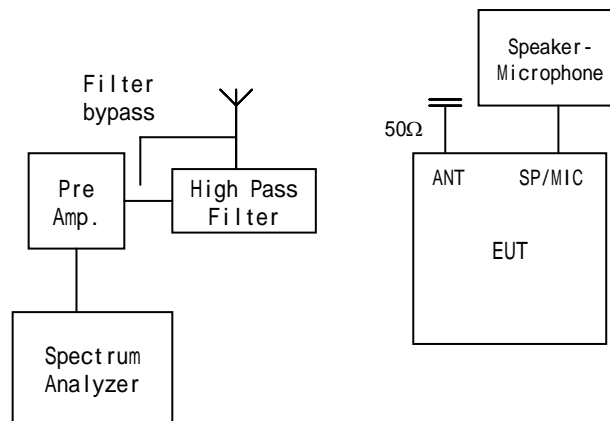 Filter
bypass
Pre
Amp.
High Pass
Filter
Spectrum
Analyzer
Speaker-
Microphone
50Ω
ANT SP/MIC
EUT